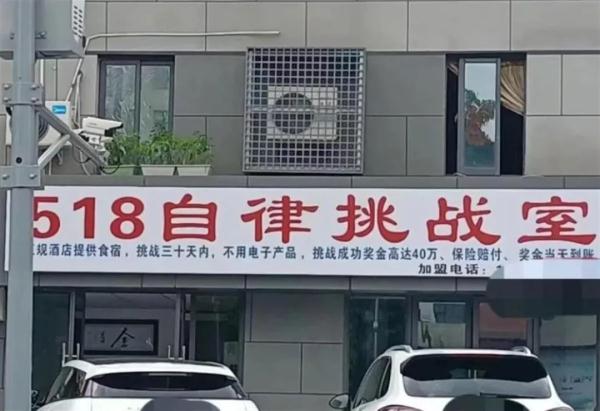 518自律挑战室
正规酒店提供食宿，挑战三十天内，不用电子产品，挑战成功奖金高达40万、保险赔付、奖金当天到账
加盟电话：